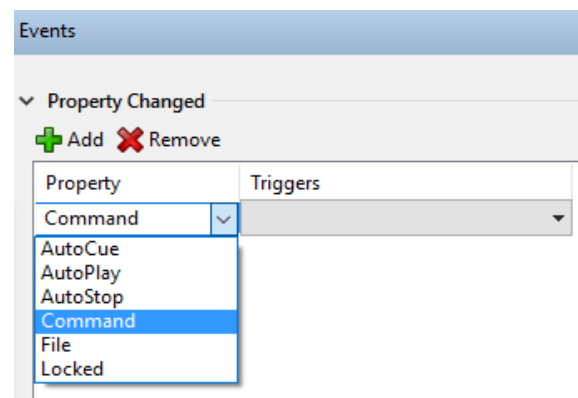 Events
Property Changed
Add Remove
Property Triggers
Command
AutoCue
AutoPlay
AutoStop
Command
File
Locked